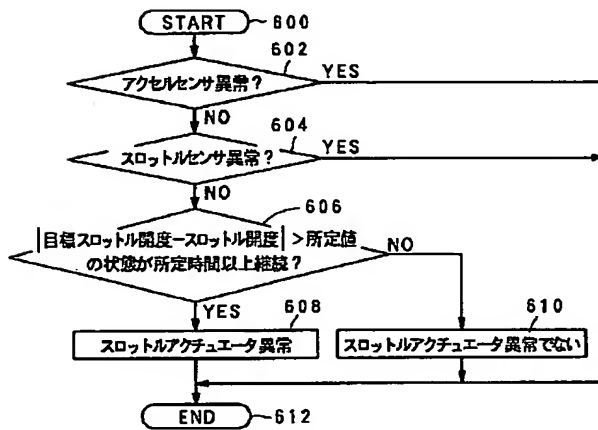 START
600
602
アクセルセンサ異常?
YES
NO
604
スロットルセンサ異常?
YES
NO
606
|目標スロットル開度-スロットル開度|>所定値
の状態が所定時間以上継続?
NO
YES
608
スロットルアクチュエータ異常
610
スロットルアクチュエータ異常でない
END
612